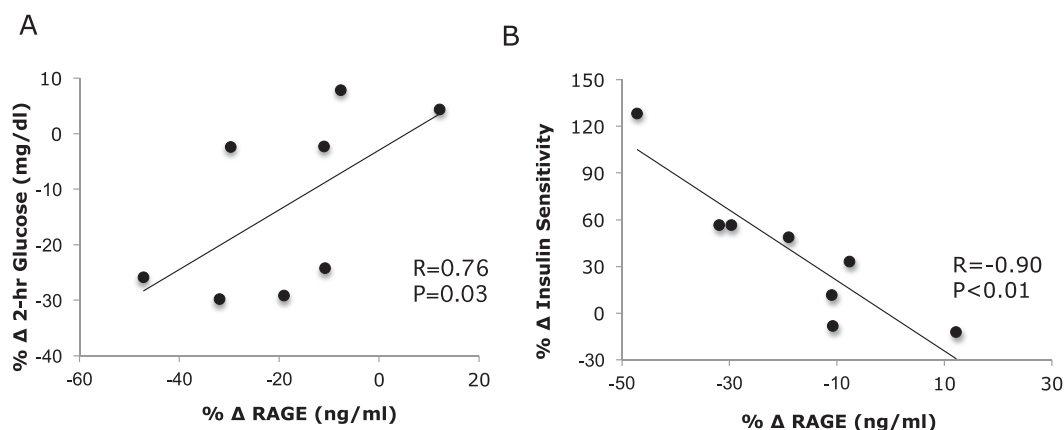 A
% Δ 2-hr Glucose (mg/dl)
10
0
-10
-20
-30
-40
-60
-40
-20
0
20
R=0.76
P=0.03
% Δ RAGE (ng/ml)
B
% Δ Insulin Sensitivity
150
120
90
60
30
0
-30
-50
-30
-10
10
30
R=-0.90
P<0.01
% Δ RAGE (ng/ml)